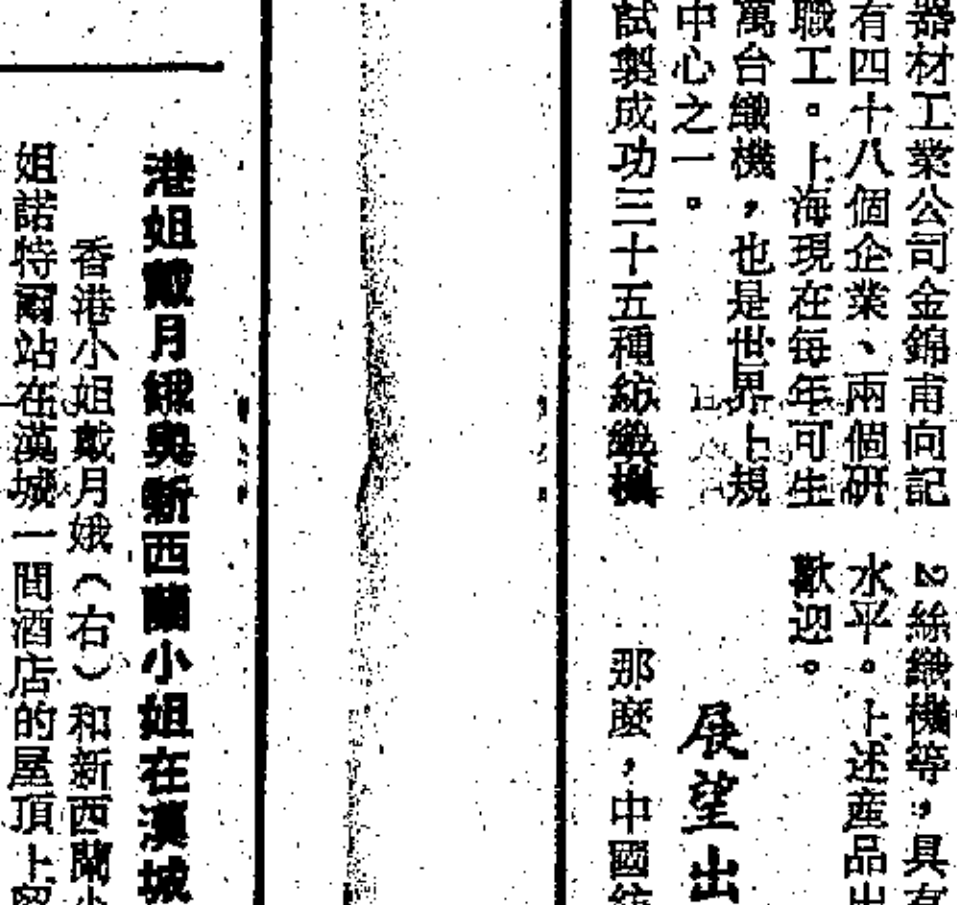 器材工業公司金錦甫向記
有四十八個企業、兩個研
職工。上海現在每年可生
萬台織機，也是世界上規
中心之一。
試製成功三十五種紡織機
2絲織機等，具有
水平。上述産品出
歡迎。
展望出
那麼，中國紡
港姐戴月娥與新西蘭小姐在漢城
香港小姐戴月娥（右）和新西蘭小
姐諾特爾站在漢城一間酒店的屋頂上留